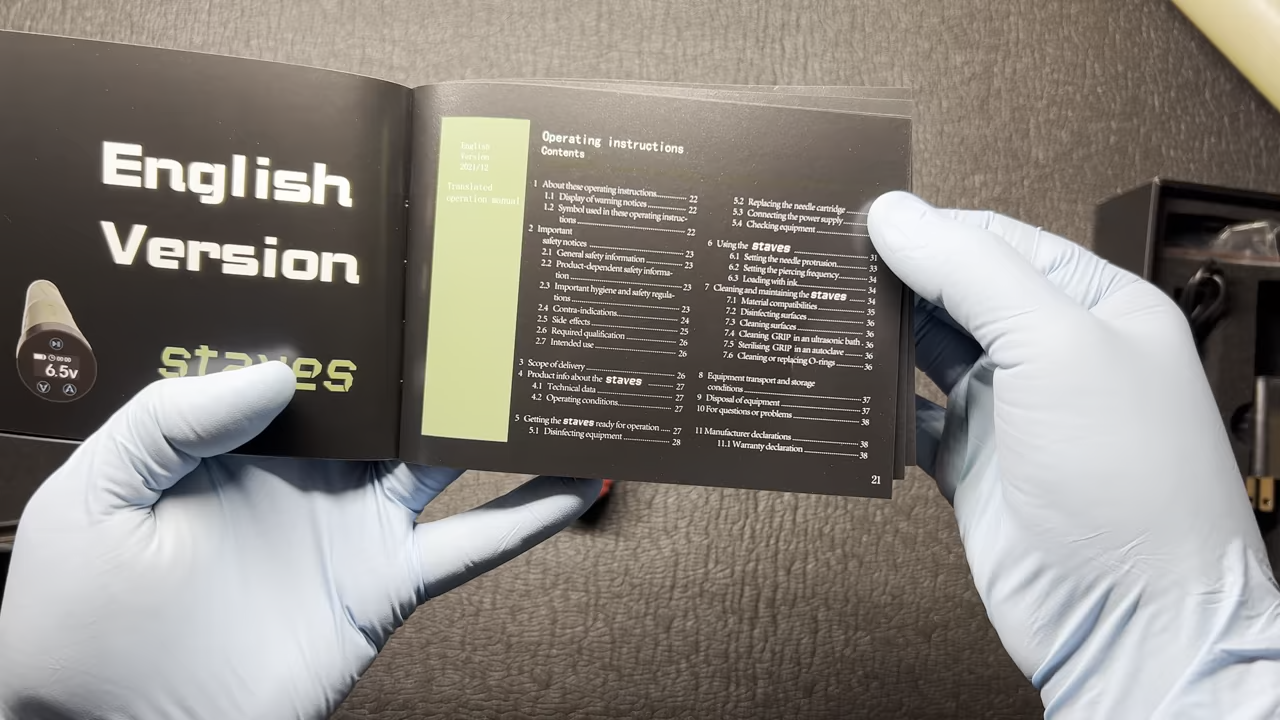 English
Version
6.5v
00:00
staves
English
Version
2021/12
Translated
operation manual
Operating instructions
Contents
1 About these operating instructions.......... 22
1.1 Display of warning notices .......... 22
1.2 Symbol used in these operating instruc-
tions .......... 22
2 Important
safety notices .......... 23
2.1 General safety information .......... 23
2.2 Product-dependent safety informa-
tion .......... 23
2.3 Important hygiene and safety regula-
tions .......... 23
2.4 Contra-indications .......... 24
2.5 Side effects .......... 25
2.6 Required qualification .......... 26
2.7 Intended use .......... 26
3 Scope of delivery .......... 26
4 Product info about the staves .......... 27
4.1 Technical data .......... 27
4.2 Operating conditions .......... 27
5 Getting the staves ready for operation .... 27
5.1 Disinfecting equipment .......... 28
5.2 Replacing the needle cartridge ..........
5.3 Connecting the power supply ..........
5.4 Checking equipment ..........
6 Using the staves .......... 31
6.1 Setting the needle protrusion .......... 33
6.2 Setting the piercing frequency .......... 34
6.3 Loading with ink .......... 34
7 Cleaning and maintaining the staves .......... 34
7.1 Material compatibilities .......... 35
7.2 Disinfecting surfaces .......... 36
7.3 Cleaning surfaces .......... 36
7.4 Cleaning GRIP in an ultrasonic bath . 36
7.5 Sterilising GRIP in an autoclave ..... 36
7.6 Cleaning or replacing O-rings .......... 36
8 Equipment transport and storage
conditions .......... 37
9 Disposal of equipment .......... 37
10 For questions or problems .......... 38
11 Manufacturer declarations .......... 38
11.1 Warranty declaration .......... 38
21